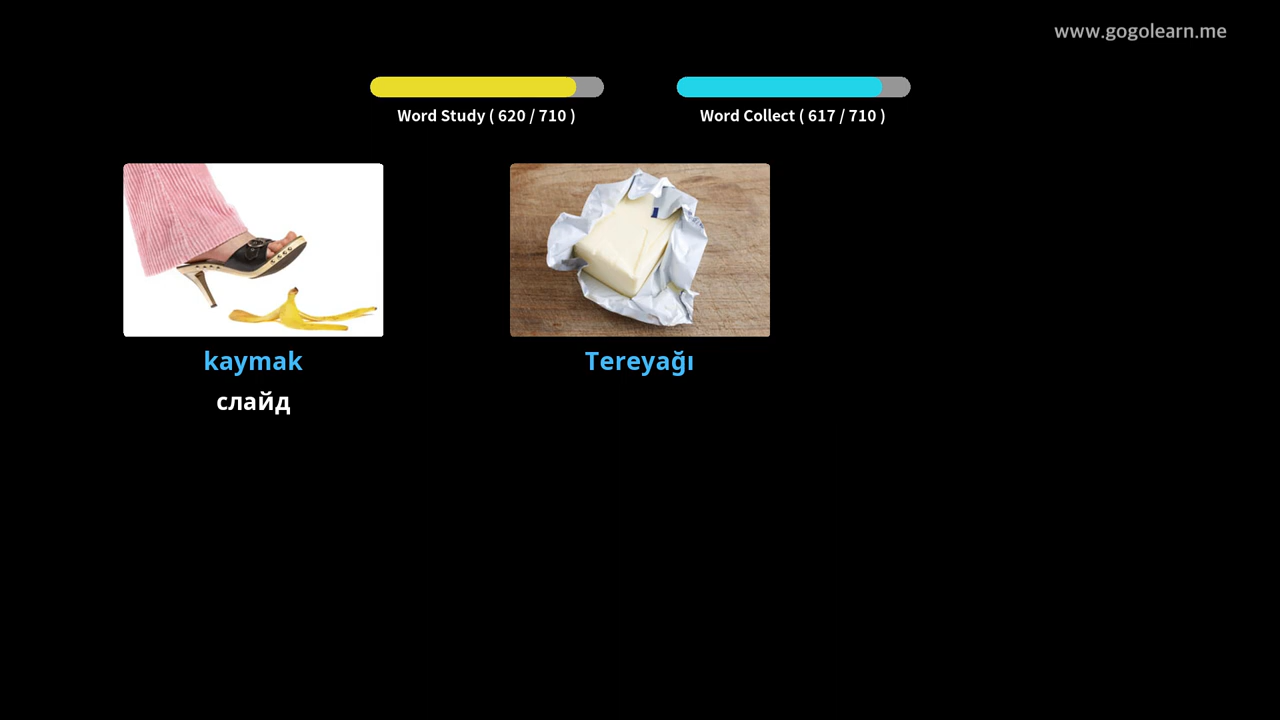 www.gogolearn.me
Word Study ( 620 / 710 )
Word Collect ( 617 / 710 )
kaymak
слайд
Tereyağı